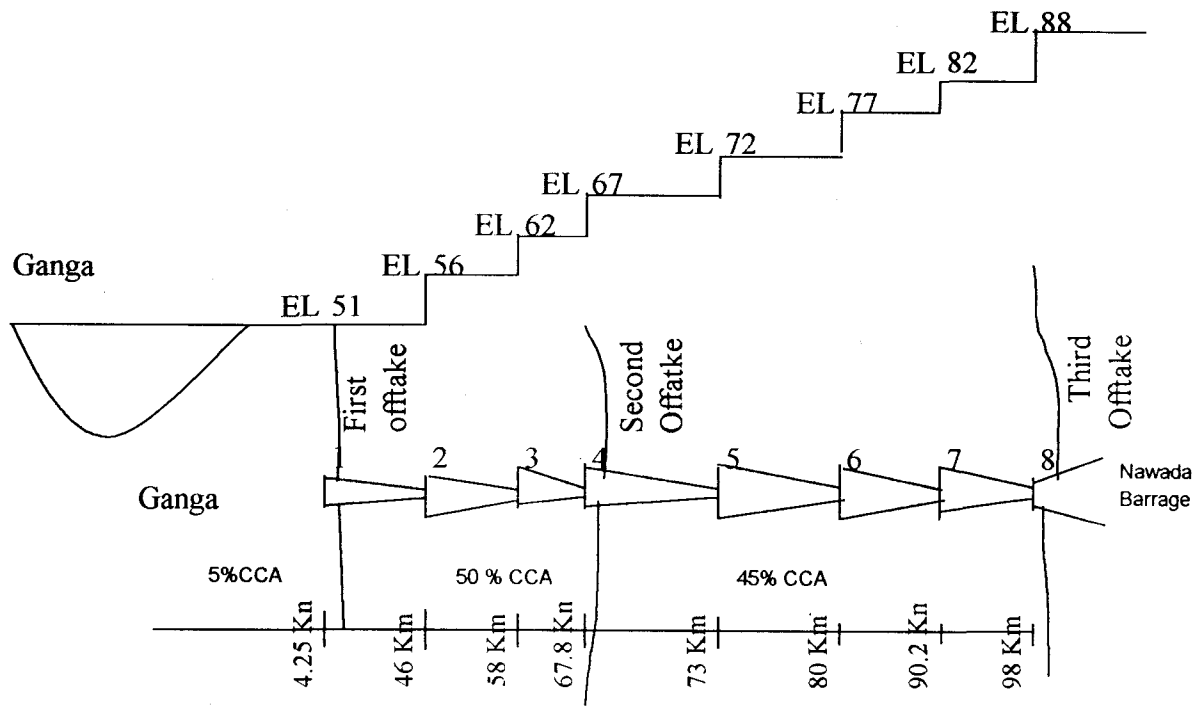 EL 88
EL 82
EL 77
EL 72
EL 67
EL 62
Ganga
EL 56
EL 51
First
offtake
Second
Offatke
Third
Offtake
1
2
3
4
5
6
7
8
Nawada
Barrage
Ganga
5%CCA
50 % CCA
45% CCA
4.25 Kn
46 Km
58 Km
67.8 Kn
73 Km
80 Km
90.2 Kn
98 Km